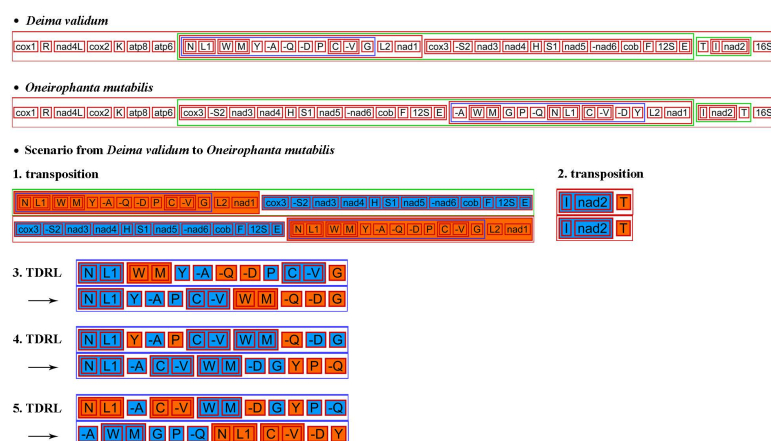 • Deima validum
cox1 R nad4L cox2 K atp8 atp6 N L1 W M Y -A -Q -D P C -V G L2 nad1 cox3 -S2 nad3 nad4 H S1 nad5 -nad6 cob F 12S E T I nad2 16S
• Oneirophanta mutabilis
cox1 R nad4L cox2 K atp8 atp6 cox3 -S2 nad3 nad4 H S1 nad5 -nad6 cob F 12S E -A W M G P -Q N L1 C -V -D Y L2 nad1 I nad2 T 16S
• Scenario from Deima validum to Oneirophanta mutabilis
1. transposition 2. transposition
N L1 W M Y -A -Q -D P C -V G L2 nad1 cox3 -S2 nad3 nad4 H S1 nad5 -nad6 cob F 12S E I nad2 T
cox3 -S2 nad3 nad4 H S1 nad5 -nad6 cob F 12S E N L1 W M Y -A -Q -D P C -V G L2 nad1 I nad2 T
3. TDRL N L1 W M Y -A -Q -D P C -V G
N L1 Y -A P C -V W M -Q -D G
4. TDRL N L1 Y -A P C -V W M -Q -D G
N L1 -A C -V W M -D G Y P -Q
5. TDRL N L1 -A C -V W M -D G Y P -Q
-A W M G P -Q N L1 C -V -D Y